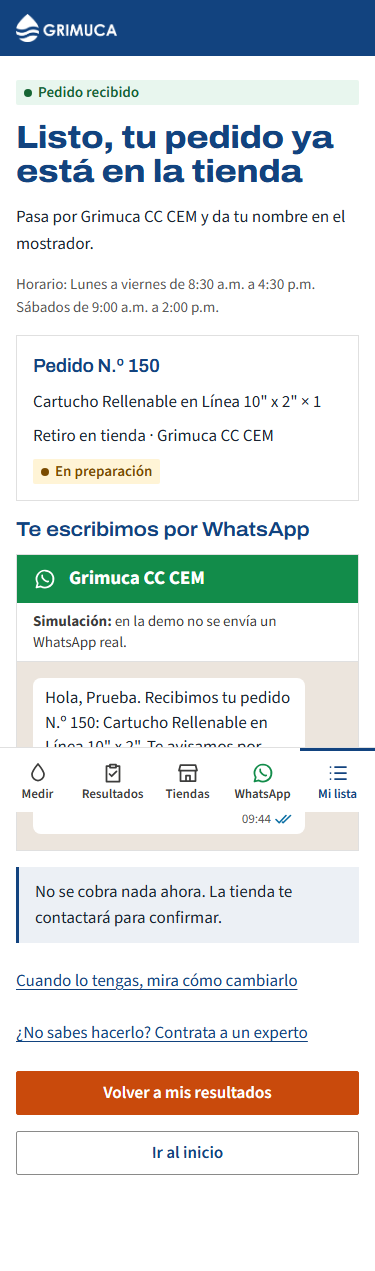 GRIMUCA
Pedido recibido
Listo, tu pedido ya
está en la tienda
Pasa por Grimuca CC CEM y da tu nombre en el
mostrador.
Horario: Lunes a viernes de 8:30 a.m. a 4:30 p.m.
Sábados de 9:00 a.m. a 2:00 p.m.
Pedido N.º 150
Cartucho Rellenable en Línea 10" x 2" × 1
Retiro en tienda · Grimuca CC CEM
En preparación
Te escribimos por WhatsApp
Grimuca CC CEM
Simulación: en la demo no se envía un
WhatsApp real.
Hola, Prueba. Recibimos tu pedido
N.º 150: Cartucho Rellenable en
Línea 10" x 2". Te avisamos por
Medir
Resultados
Tiendas
WhatsApp
Mi lista
09:44
No se cobra nada ahora. La tienda te
contactará para confirmar.
Cuando lo tengas, mira cómo cambiarlo
¿No sabes hacerlo? Contrata a un experto
Volver a mis resultados
Ir al inicio